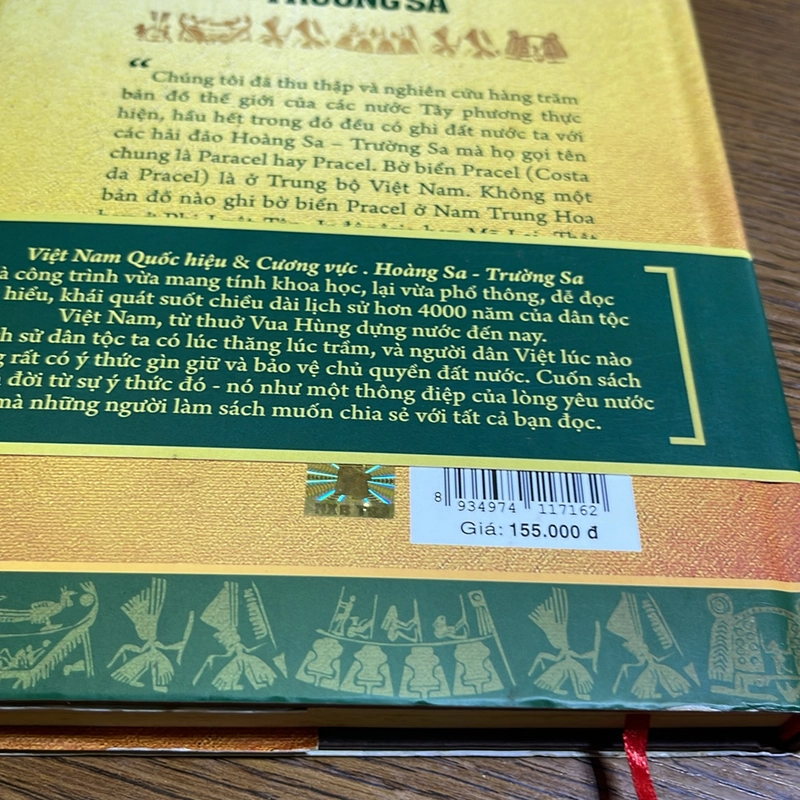 TRƯỜNG SA
“Chúng tôi đã thu thập và nghiên cứu hàng trăm
bản đồ thế giới của các nước Tây phương thực
hiện, hầu hết trong đó đều có ghi đất nước ta với
các hải đảo Hoàng Sa – Trường Sa mà họ gọi tên
chung là Paracel hay Pracel. Bờ biển Pracel (Costa
da Pracel) là ở Trung bộ Việt Nam. Không một
bản đồ nào ghi bờ biển Pracel ở Nam Trung Hoa
Việt Nam Quốc hiệu & Cương vực . Hoàng Sa - Trường Sa
công trình vừa mang tính khoa học, lại vừa phổ thông, dễ đọc
hiểu, khái quát suốt chiều dài lịch sử hơn 4000 năm của dân tộc
Việt Nam, từ thuở Vua Hùng dựng nước đến nay.
sử dân tộc ta có lúc thăng lúc trầm, và người dân Việt lúc nào
rất có ý thức gìn giữ và bảo vệ chủ quyền đất nước. Cuốn sách
đời từ sự ý thức đó - nó như một thông điệp của lòng yêu nước
mà những người làm sách muốn chia sẻ với tất cả bạn đọc.
8 934974 117162
Giá: 155.000 đ